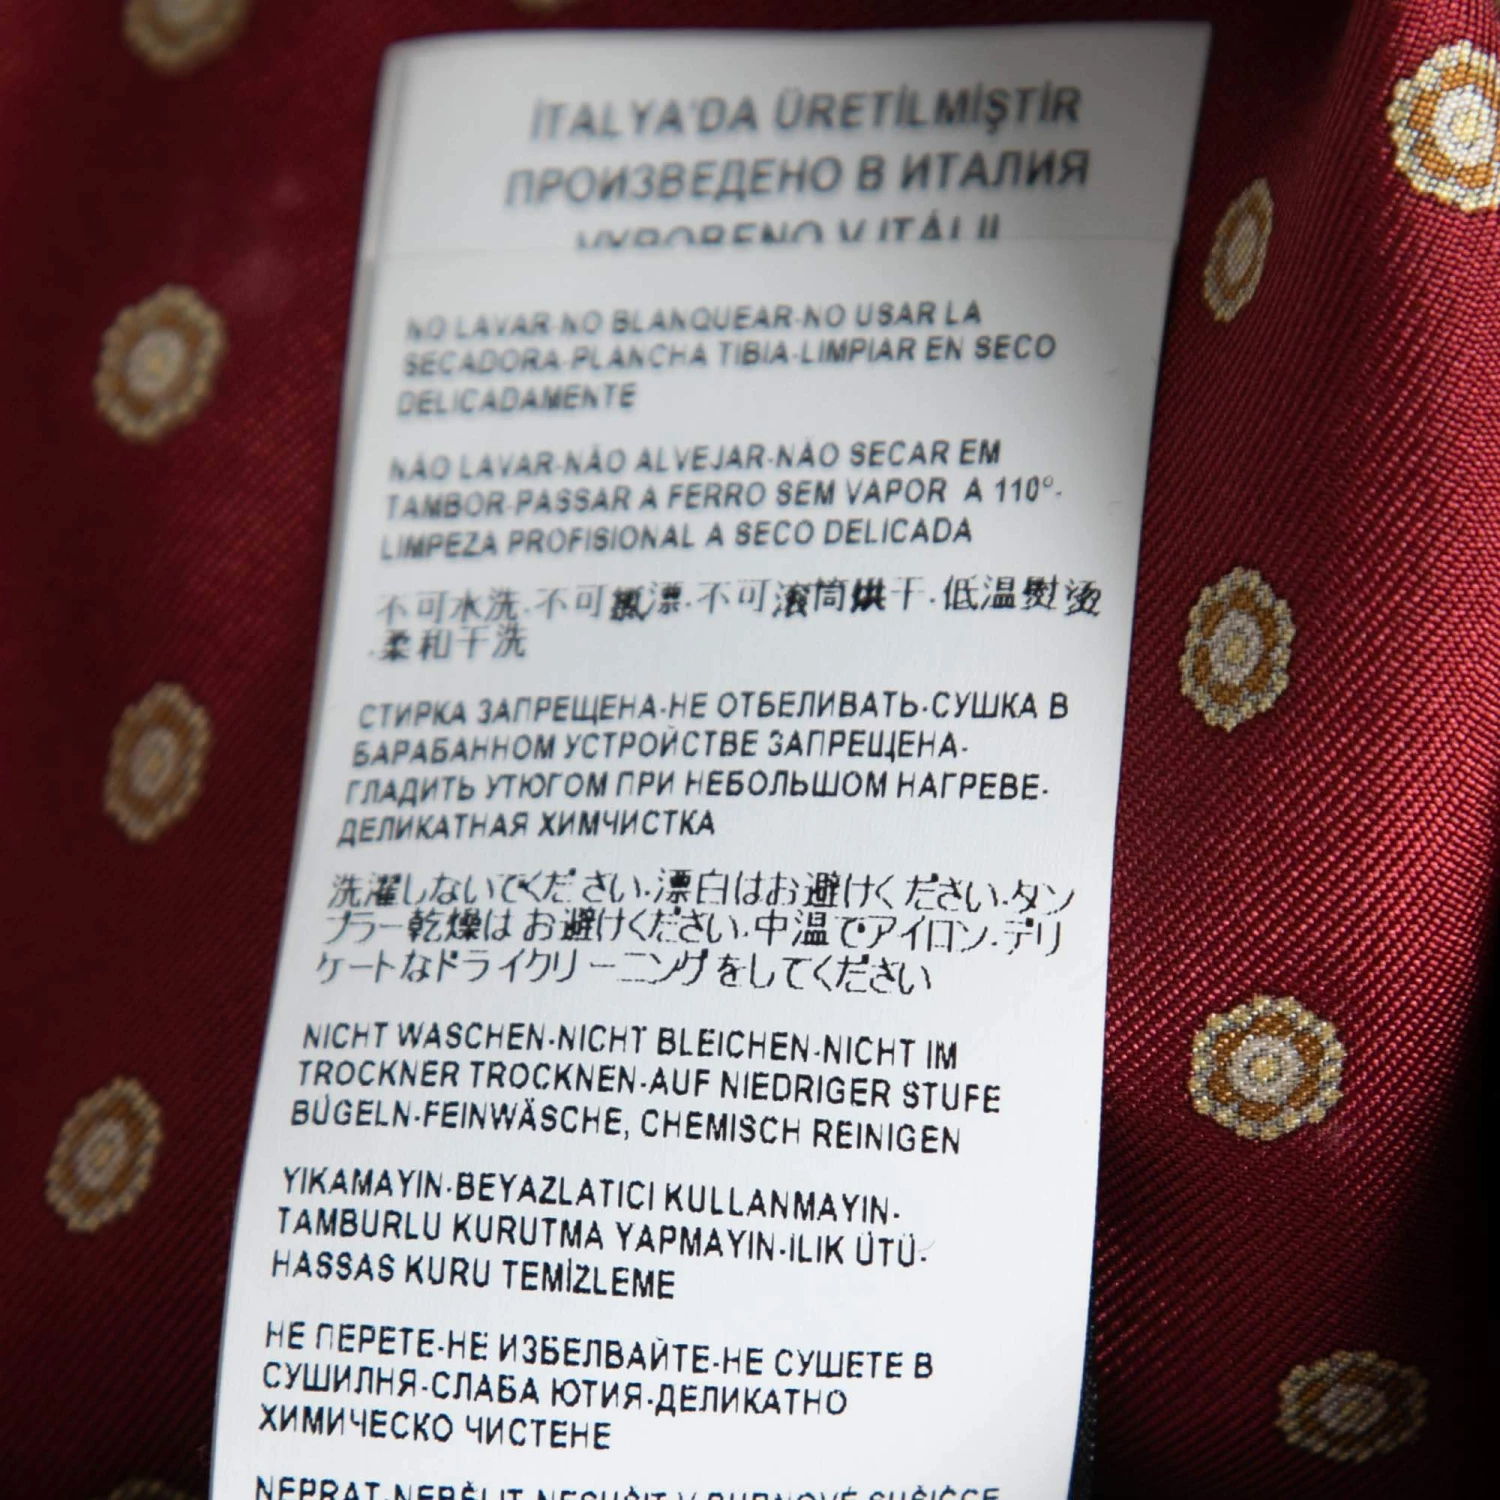 İTALYA'DA ÜRETİLMİŞTİR
ПРОИЗВЕДЕНО В ИТАЛИЯ
VYROBENO V ITÁLII
NO LAVAR-NO BLANQUEAR-NO USAR LA
SECADORA-PLANCHA TIBIA-LIMPIAR EN SECO
DELICADAMENTE
NÃO LAVAR-NÃO ALVEJAR-NÃO SECAR EM
TAMBOR-PASSAR A FERRO SEM VAPOR A 110°-
LIMPEZA PROFISIONAL A SECO DELICADA
不可水洗-不可氯漂-不可滚筒烘干-低温熨烫
-柔和干洗
СТИРКА ЗАПРЕЩЕНА-НЕ ОТБЕЛИВАТЬ-СУШКА В
БАРАБАННОМ УСТРОЙСТВЕ ЗАПРЕЩЕНА-
ГЛАДИТЬ УТЮГОМ ПРИ НЕБОЛЬШОМ НАГРЕВЕ-
ДЕЛИКАТНАЯ ХИМЧИСТКА
洗濯しないでください-漂白はお避けください-タン
ブラー乾燥はお避けください-中温でアイロン-デリ
ケートなドライクリーニングをしてください
NICHT WASCHEN-NICHT BLEICHEN-NICHT IM
TROCKNER TROCKNEN-AUF NIEDRIGER STUFE
BÜGELN-FEINWÄSCHE, CHEMISCH REINIGEN
YIKAMAYIN-BEYAZLATICI KULLANMAYIN-
TAMBURLU KURUTMA YAPMAYIN-ILIK ÜTÜ-
HASSAS KURU TEMİZLEME
НЕ ПЕРЕТЕ-НЕ ИЗБЕЛВАЙТЕ-НЕ СУШЕТЕ В
СУШИЛНЯ-СЛАБА ЮТИЯ-ДЕЛИКАТНО
ХИМИЧЕСКО ЧИСТЕНЕ
NEPRAT-NEBĚLIT-NESUŠIT V BUBNOVÉ SUŠIČCE